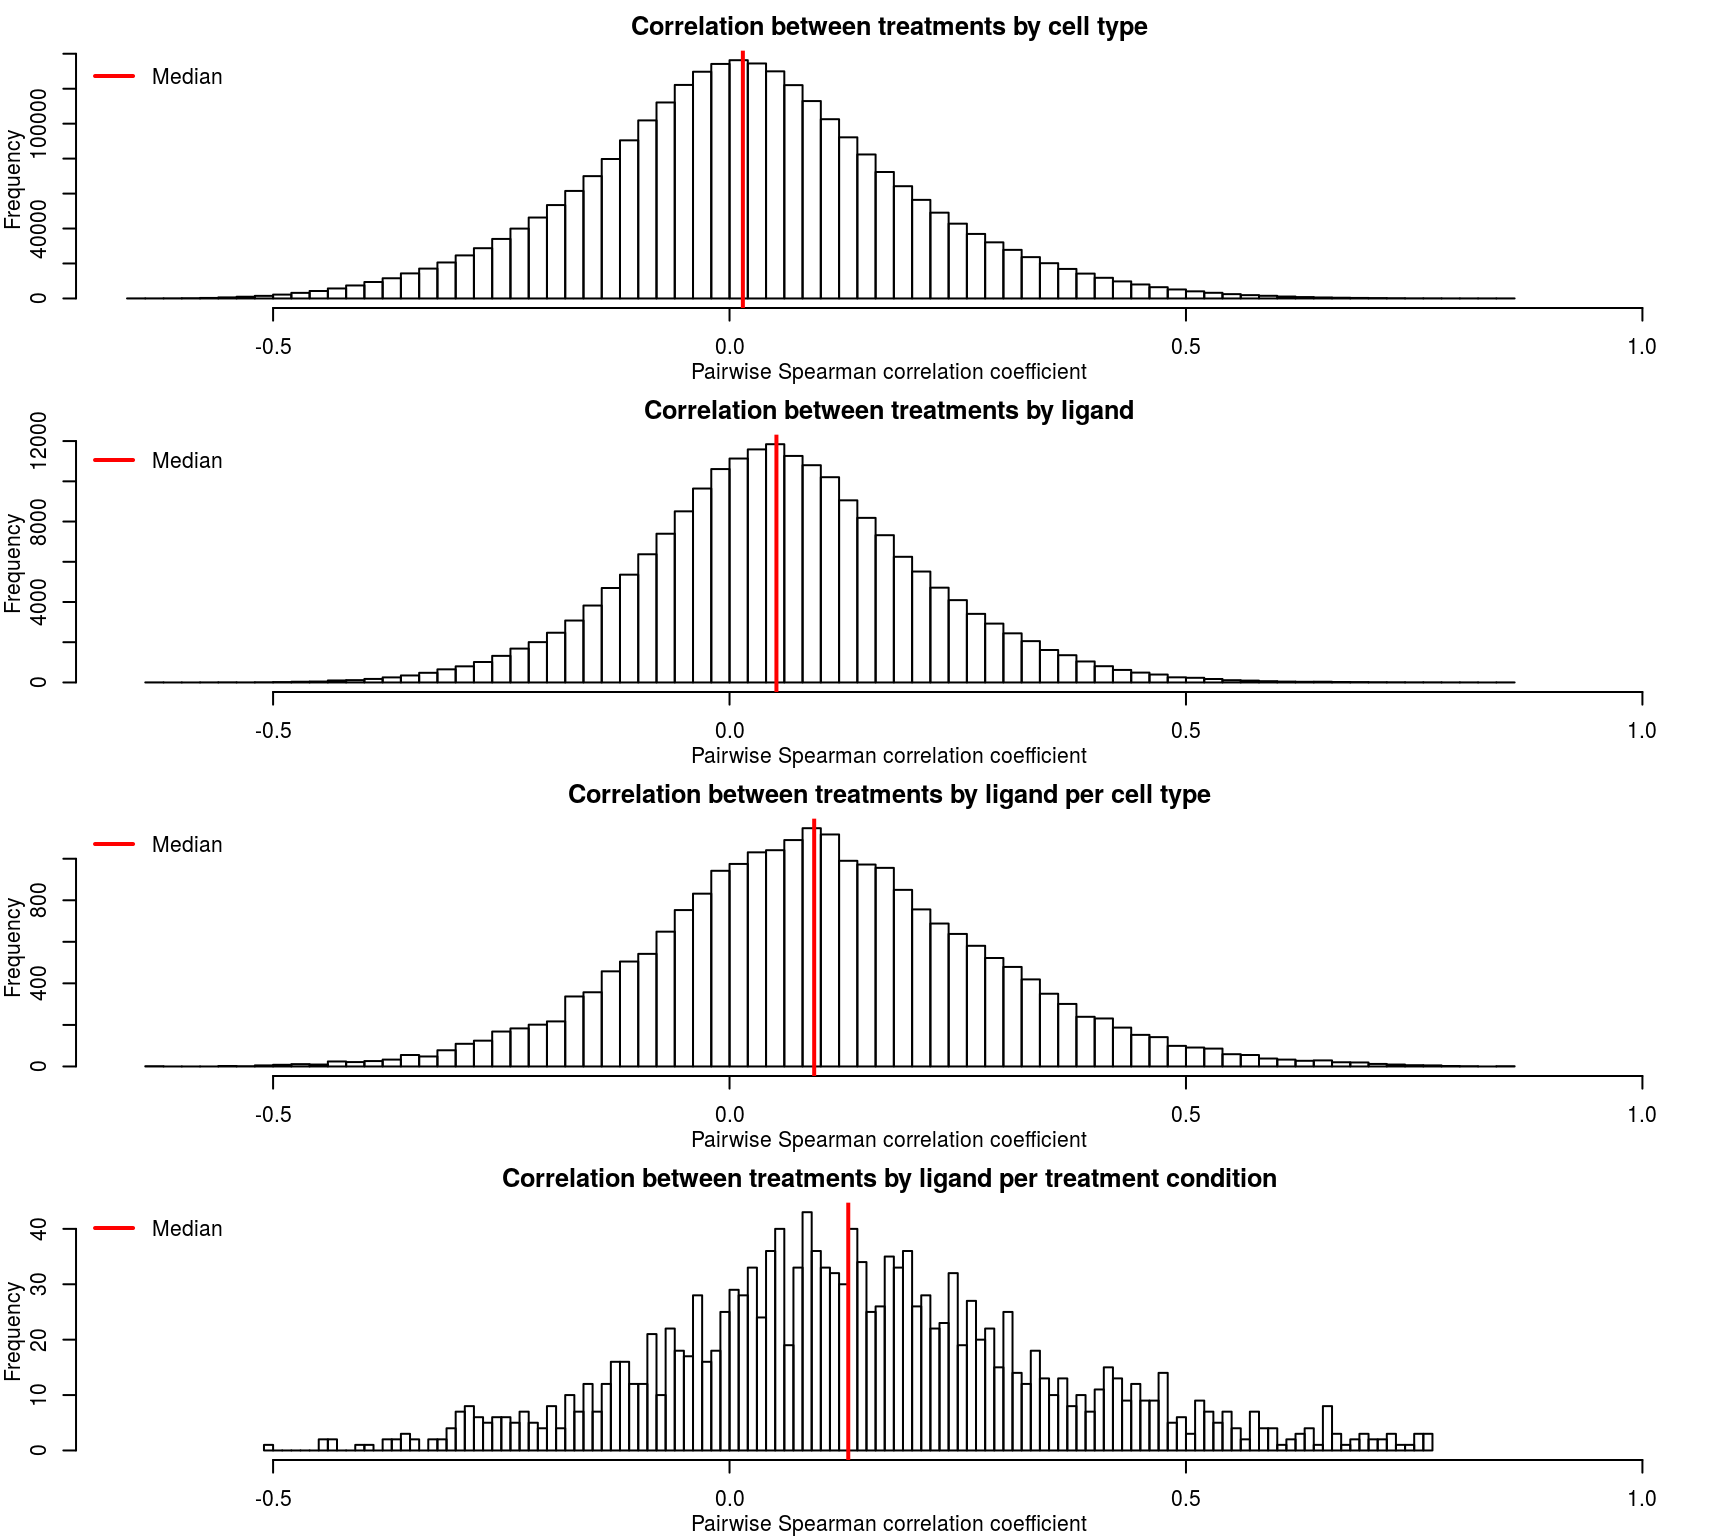 Correlation between treatments by cell type
Median
Frequency
0
40000
100000
-0.5 0.0 0.5 1.0
Pairwise Spearman correlation coefficient
Correlation between treatments by ligand
Median
Frequency
0
4000
8000
12000
-0.5 0.0 0.5 1.0
Pairwise Spearman correlation coefficient
Correlation between treatments by ligand per cell type
Median
Frequency
0
400
800
-0.5 0.0 0.5 1.0
Pairwise Spearman correlation coefficient
Correlation between treatments by ligand per treatment condition
Median
Frequency
0
10
20
30
40
-0.5 0.0 0.5 1.0
Pairwise Spearman correlation coefficient